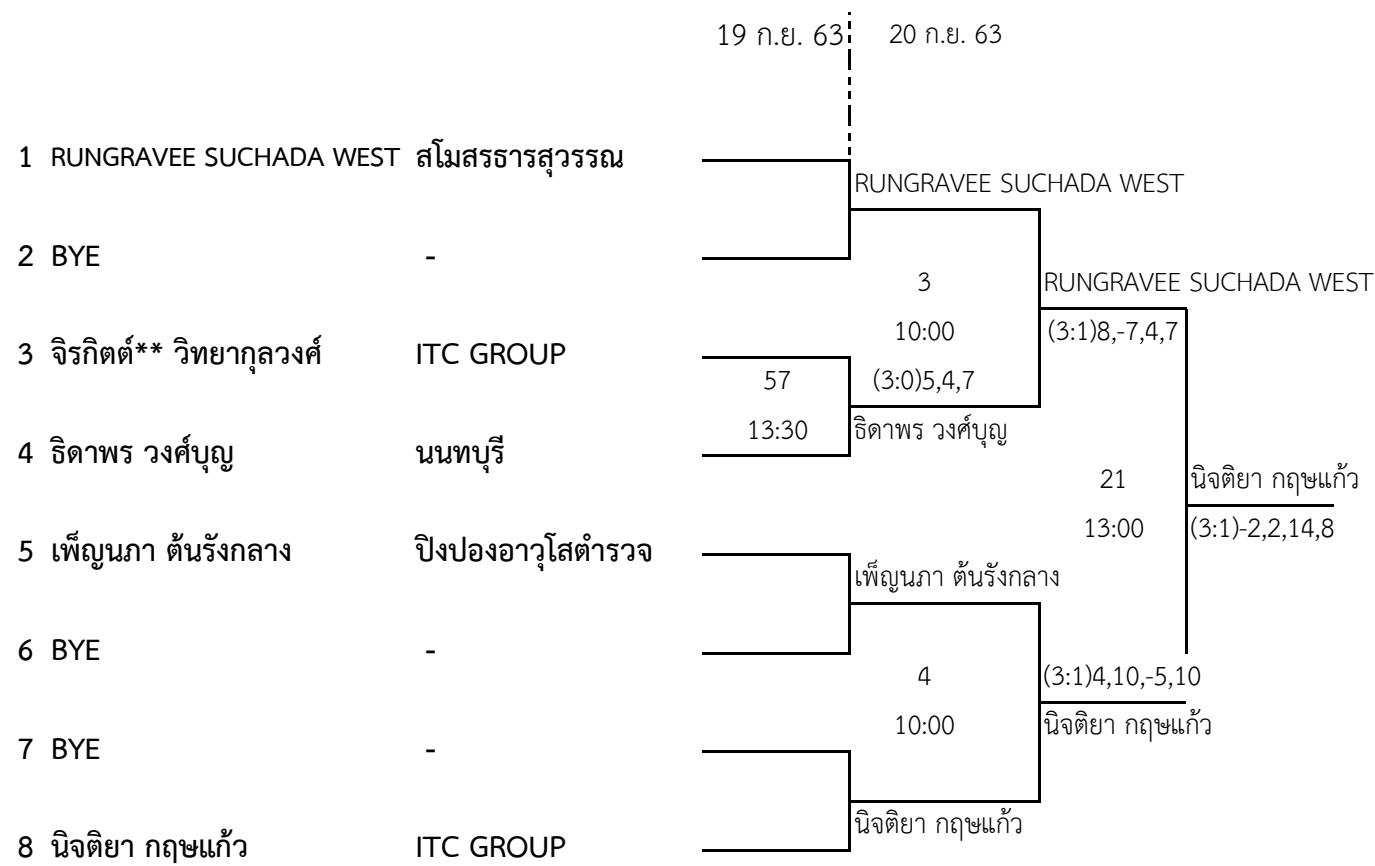 19 ก.ย. 63 20 ก.ย. 63
1 RUNGRAVEE SUCHADA WEST สโมสรธารสุวรรณ
RUNGRAVEE SUCHADA WEST
2 BYE -
3 RUNGRAVEE SUCHADA WEST
10:00 (3:1)8,-7,4,7
3 จิรกิตต์** วิทยากุลวงศ์ ITC GROUP
57 (3:0)5,4,7
13:30 ธิดาพร วงศ์บุญ
4 ธิดาพร วงศ์บุญ นนทบุรี
21 นิจติยา กฤษแก้ว
13:00 (3:1)-2,2,14,8
5 เพ็ญนภา ต้นรังกลาง ปิงปองอาวุโสตำรวจ
เพ็ญนภา ต้นรังกลาง
6 BYE -
4 (3:1)4,10,-5,10
10:00 นิจติยา กฤษแก้ว
7 BYE -
นิจติยา กฤษแก้ว
8 นิจติยา กฤษแก้ว ITC GROUP